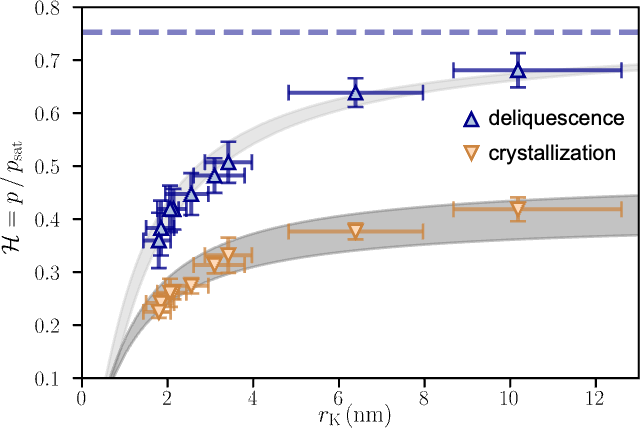 0.8
0.7
0.6
0.5
0.4
0.3
0.2
0.1
ℋ = p / p_sat
deliquescence
crystallization
0 2 4 6 8 10 12
r_K (nm)